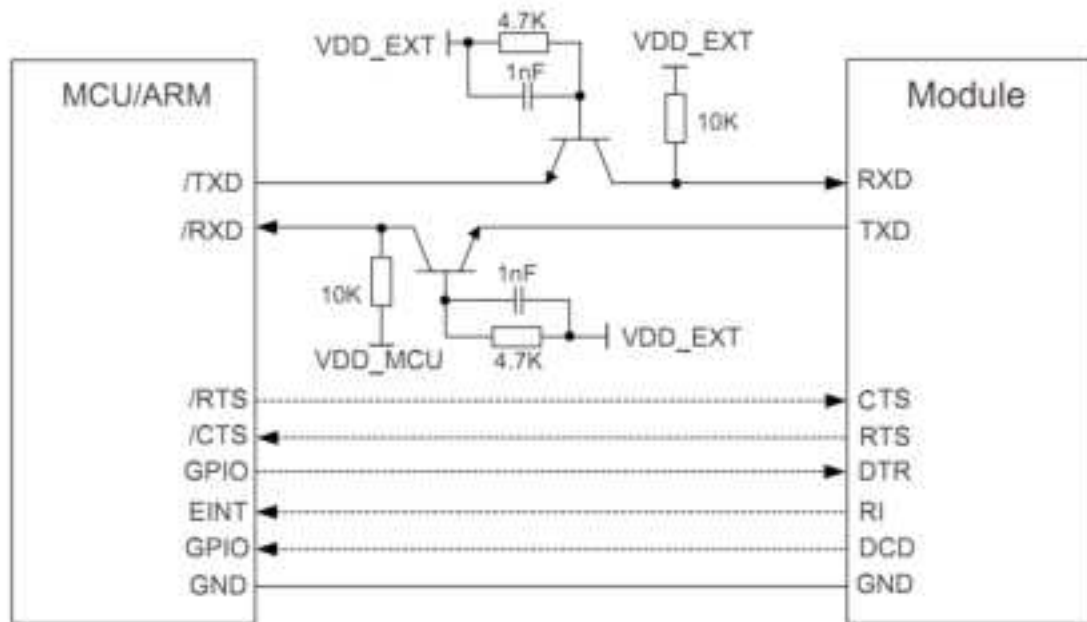 4.7K
VDD_EXT
VDD_EXT
1nF
MCU/ARM
Module
10K
/TXD
RXD
/RXD
TXD
1nF
10K
VDD_EXT
VDD_MCU
4.7K
/RTS
CTS
/CTS
RTS
GPIO
DTR
EINT
RI
GPIO
DCD
GND
GND